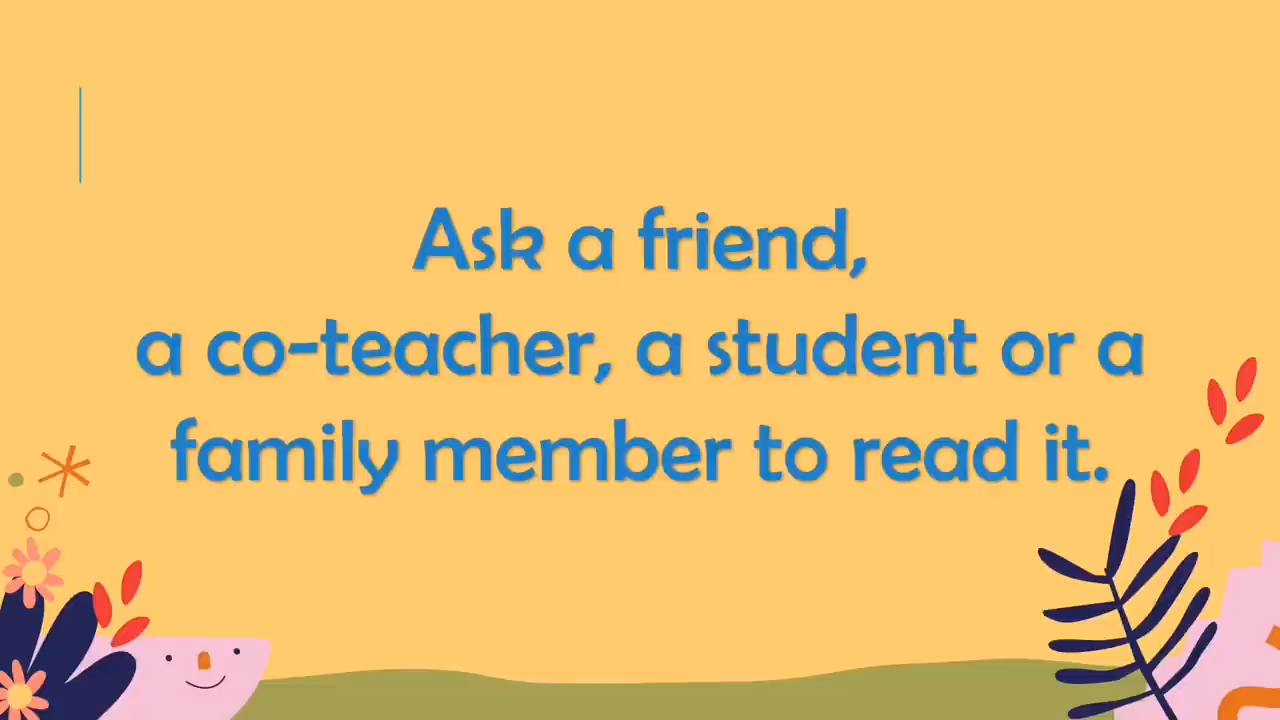 Ask a friend,
a co-teacher, a student or a
family member to read it.